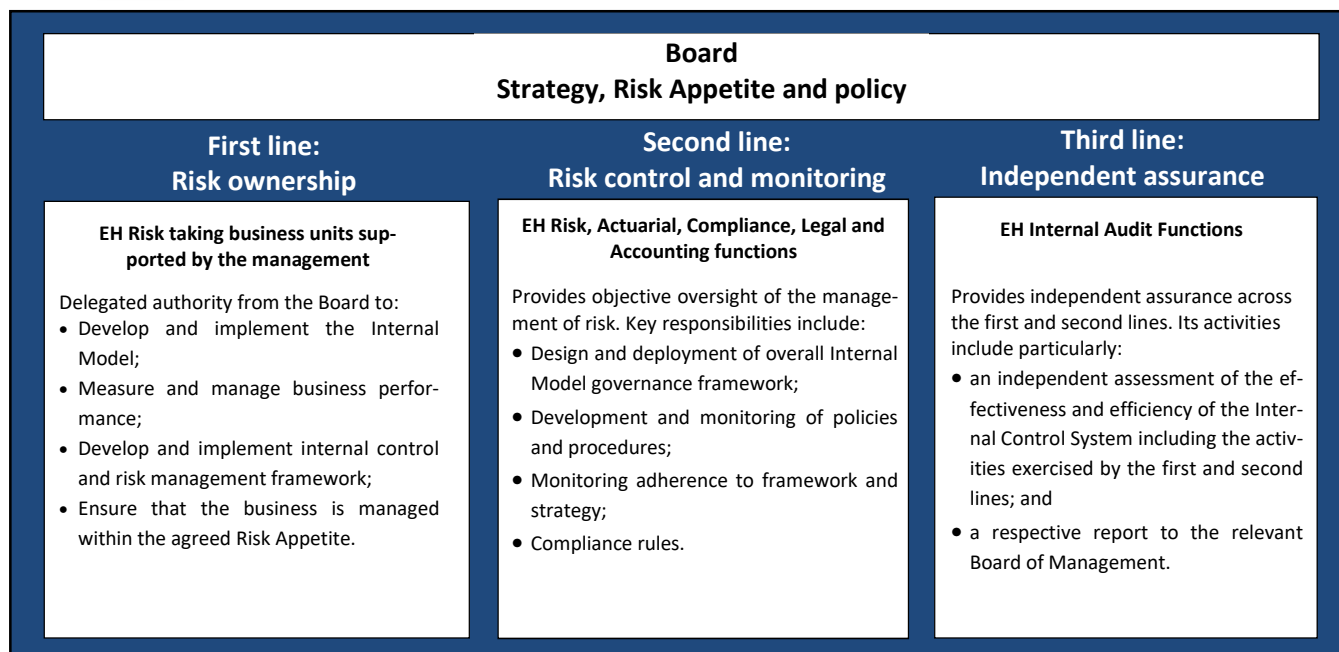 Board
Strategy, Risk Appetite and policy
First line:
Risk ownership
EH Risk taking business units sup-
ported by the management
Delegated authority from the Board to:
• Develop and implement the Internal
Model;
• Measure and manage business perfor-
mance;
• Develop and implement internal control
and risk management framework;
• Ensure that the business is managed
within the agreed Risk Appetite.
Second line:
Risk control and monitoring
EH Risk, Actuarial, Compliance, Legal and
Accounting functions
Provides objective oversight of the manage-
ment of risk. Key responsibilities include:
• Design and deployment of overall Internal
Model governance framework;
• Development and monitoring of policies
and procedures;
• Monitoring adherence to framework and
strategy;
• Compliance rules.
Third line:
Independent assurance
EH Internal Audit Functions
Provides independent assurance across
the first and second lines. Its activities
include particularly:
• an independent assessment of the ef-
fectiveness and efficiency of the Inter-
nal Control System including the activ-
ities exercised by the first and second
lines; and
• a respective report to the relevant
Board of Management.